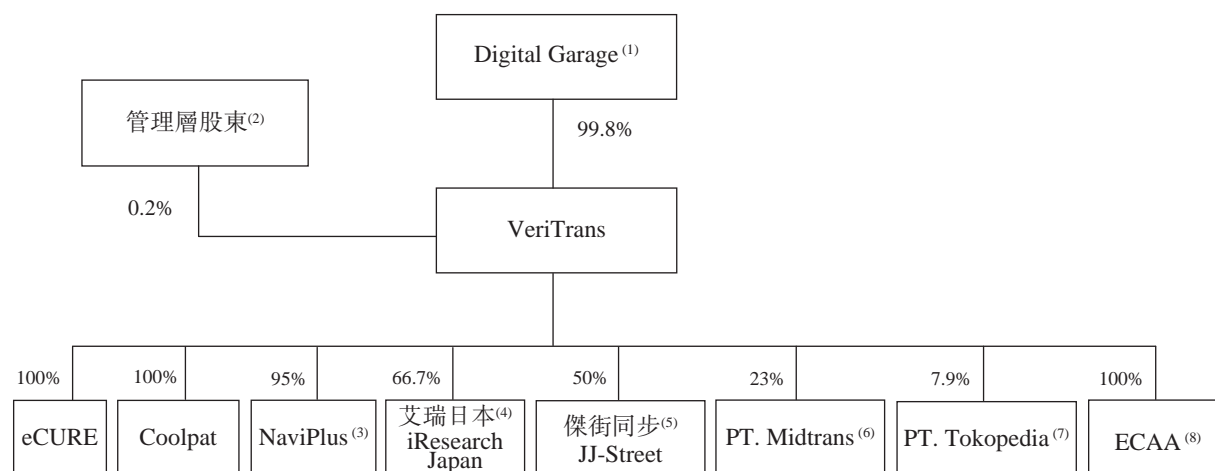 Digital Garage (1)
管理層股東(2)
99.8%
0.2%
VeriTrans
100%
100%
95%
66.7%
50%
23%
7.9%
100%
eCURE
Coolpat
NaviPlus (3)
艾瑞日本(4)
iResearch
Japan
傑街同步(5)
JJ-Street
PT. Midtrans (6)
PT. Tokopedia (7)
ECAA (8)